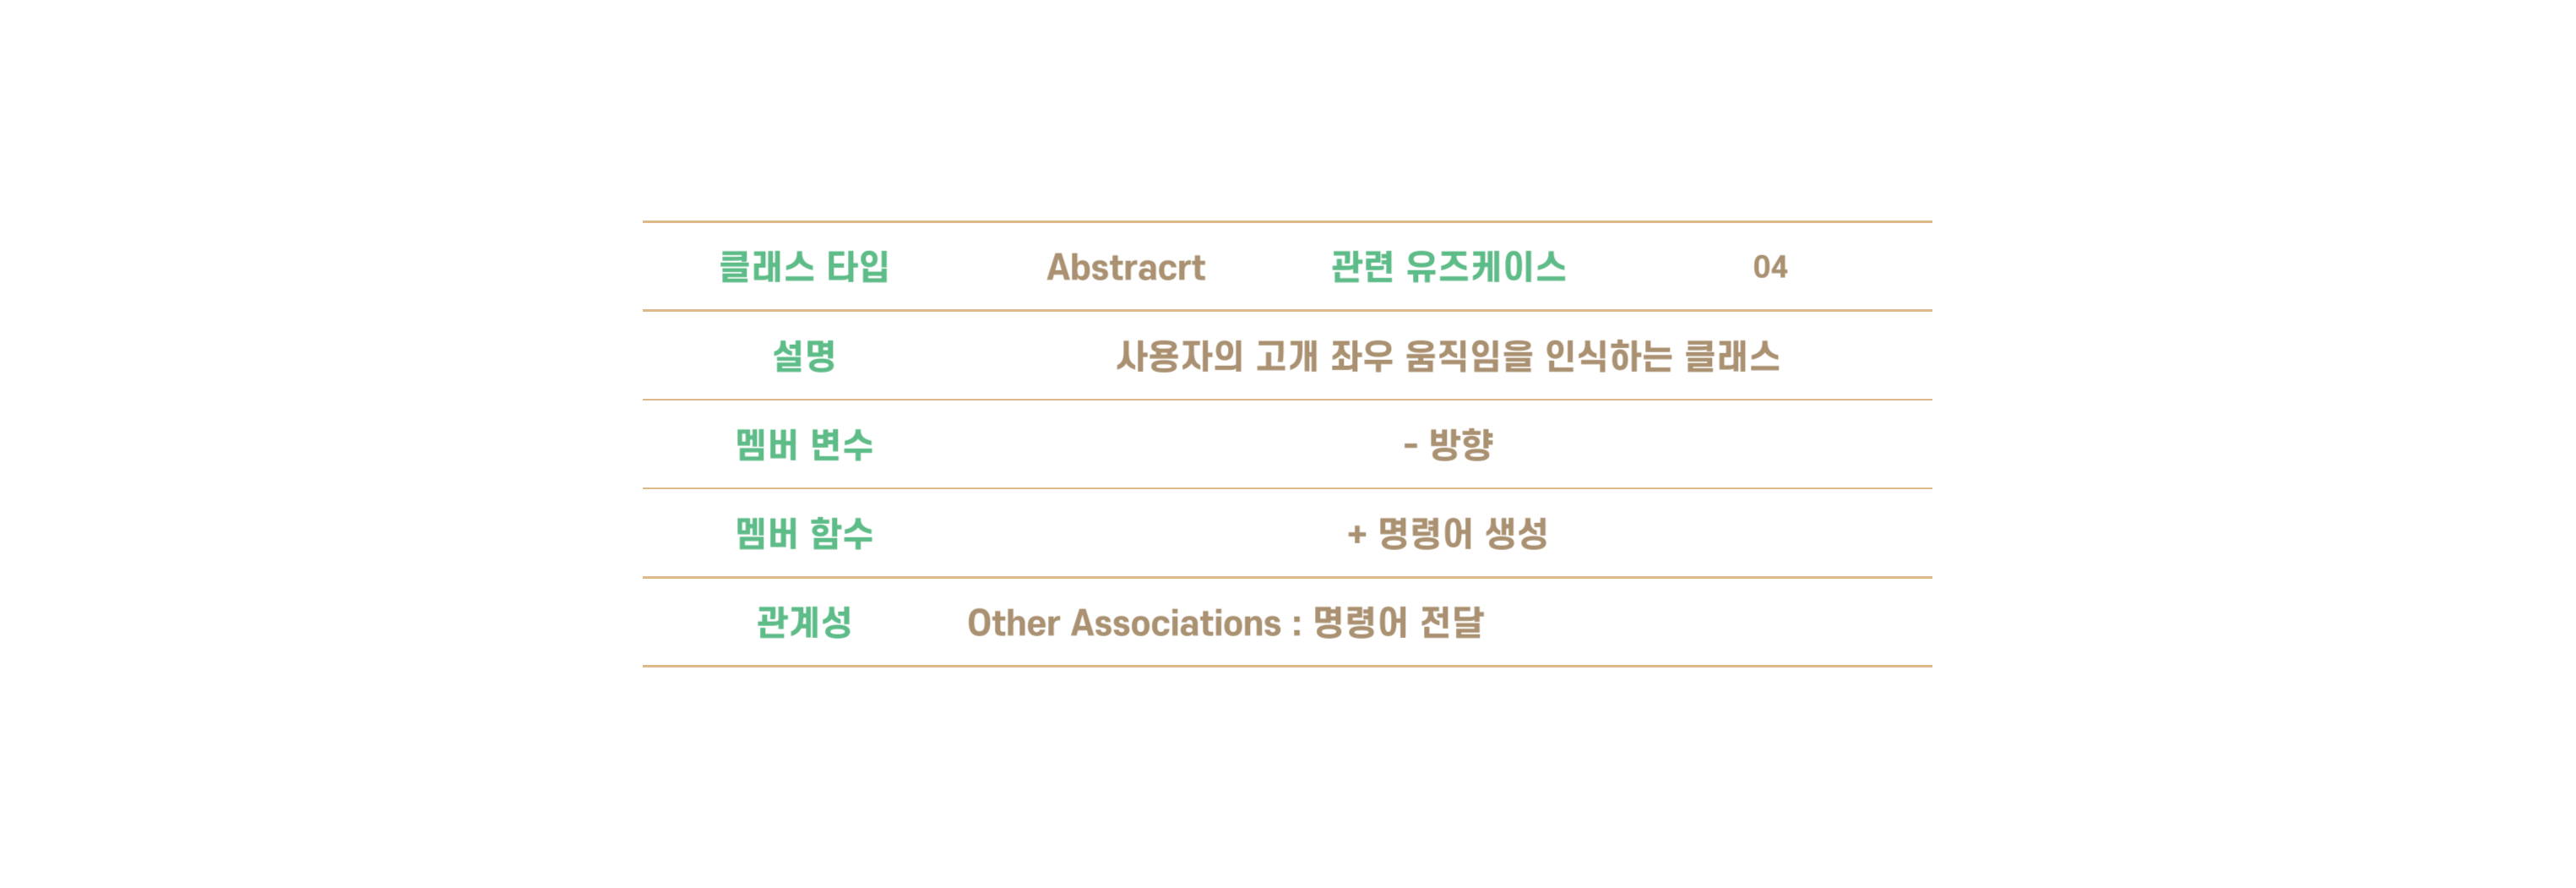 클래스 타입 Abstracrt 관련 유즈케이스 04
설명 사용자의 고개 좌우 움직임을 인식하는 클래스
멤버 변수 - 방향
멤버 함수 + 명령어 생성
관계성 Other Associations : 명령어 전달